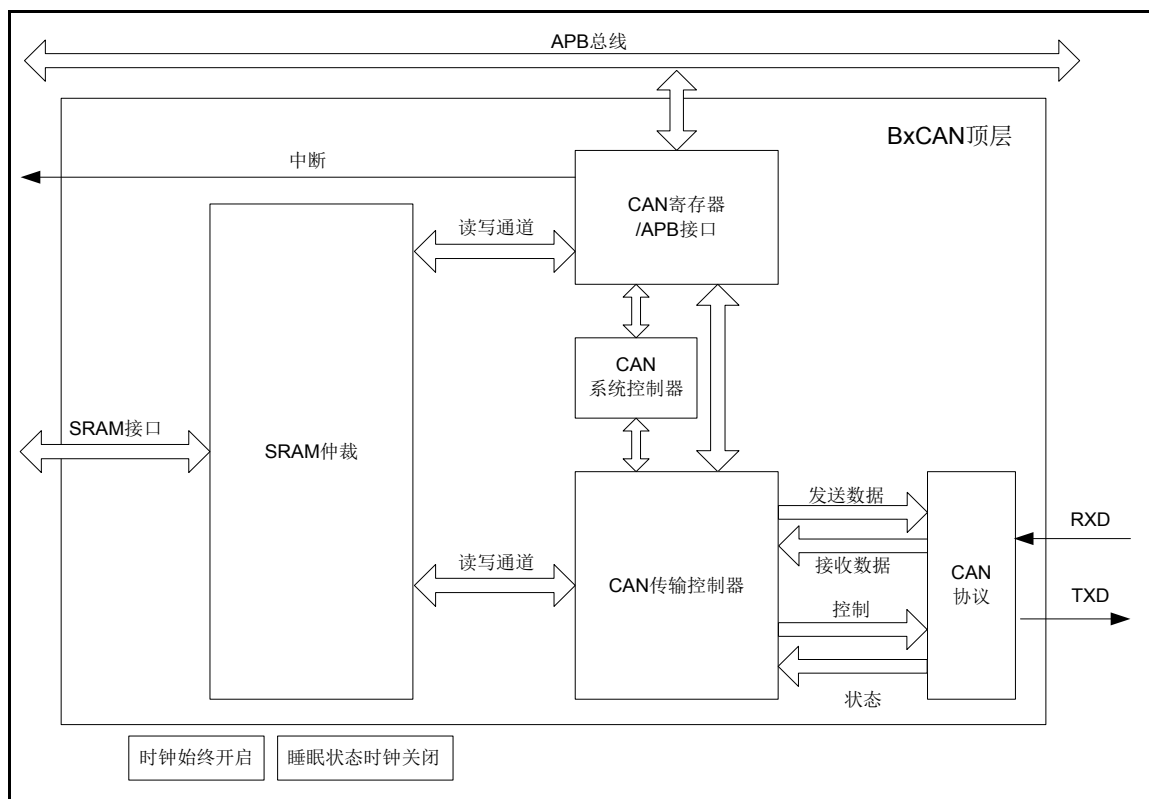 APB总线
BxCAN顶层
中断
CAN寄存器
/APB接口
读写通道
CAN
系统控制器
SRAM接口
SRAM仲裁
发送数据
RXD
接收数据
读写通道
CAN传输控制器
CAN
协议
控制
TXD
状态
时钟始终开启
睡眠状态时钟关闭